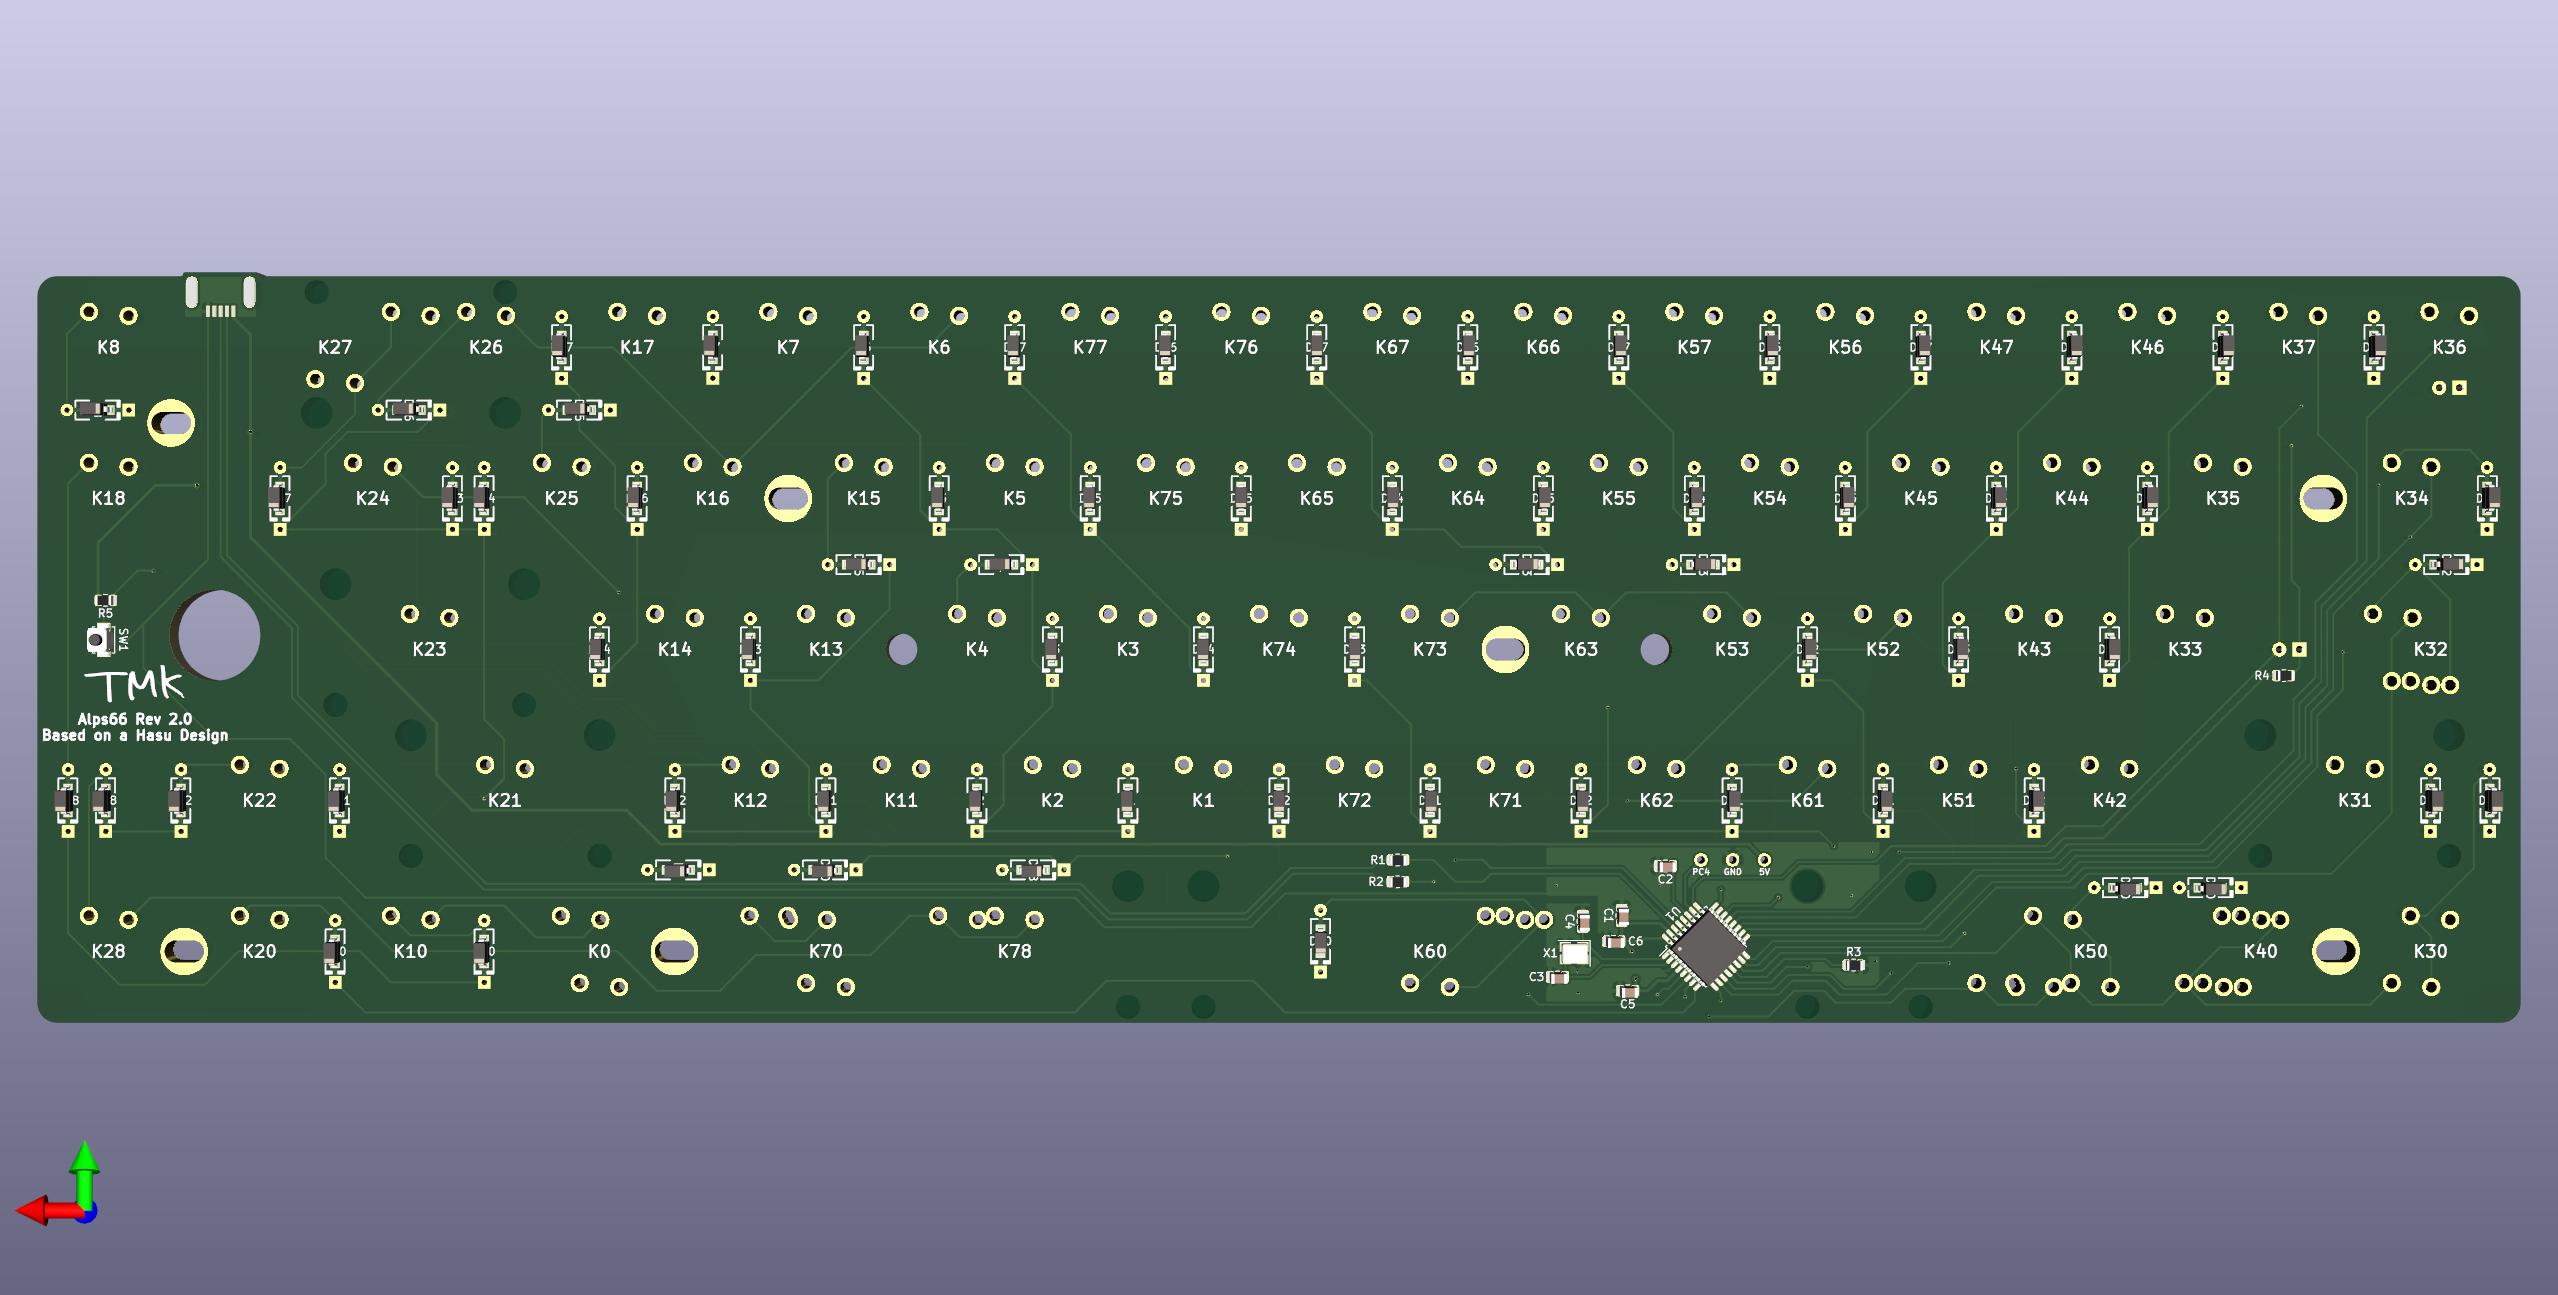 K8 K27 K26 K17 K7 K6 K77 K76 K67 K66 K57 K56 K47 K46 K37 K36
K18 K24 K25 K16 K15 K5 K75 K65 K64 K55 K54 K45 K44 K35 K34
R5
SW1
K23 K14 K13 K4 K3 K74 K73 K63 K53 K52 K43 K33 K32
R4
TMK
Alps66 Rev 2.0
Based on a Hasu Design
K22 K21 K12 K11 K2 K1 K72 K71 K62 K61 K51 K42 K31
R1
R2
C2 PC4 GND 5V
C4 C1 U1
K28 K20 K10 K0 K70 K78 K60 X1 C6 R3 K50 K40 K30
C3
C5